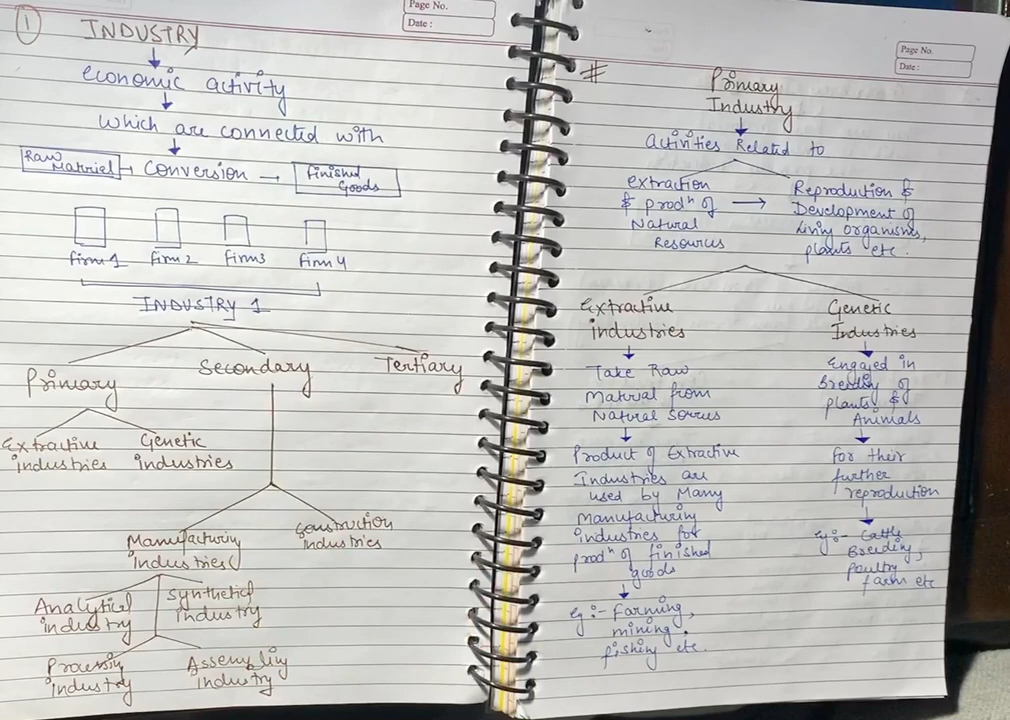 Page No.
Date :
①
INDUSTRY
economic activity
which are connected with
Raw Matriel → Conversion → Finished Goods
firm 1 firm 2 firm 3 firm 4
INDUSTRY 1
Primary Secondary Tertiary
Extractive industries Genetic industries
Manufacturing industries( Construction industries
Analytical industry Synthetical industry
Processing industry Assembling industry
Page No.
Date :
#
Primary
Industry
Activities Related to
extraction
& prodⁿ of
Natural
Resources
→
Reproduction &
Development of
living organisms,
plants etc.
Extractive
industries
Take Raw
Material from
Natural Sources
Product of Extractive
Industries are
used by Many
Manufacturing
industries for
prodⁿ of finished
goods
eg:- farming,
mining
fishing etc.
Genetic
Industries
Engaged in
Breeding of
plants &
Animals
for their
further
reproduction
eg:- Cattle
Breeding,
poultry
farm etc